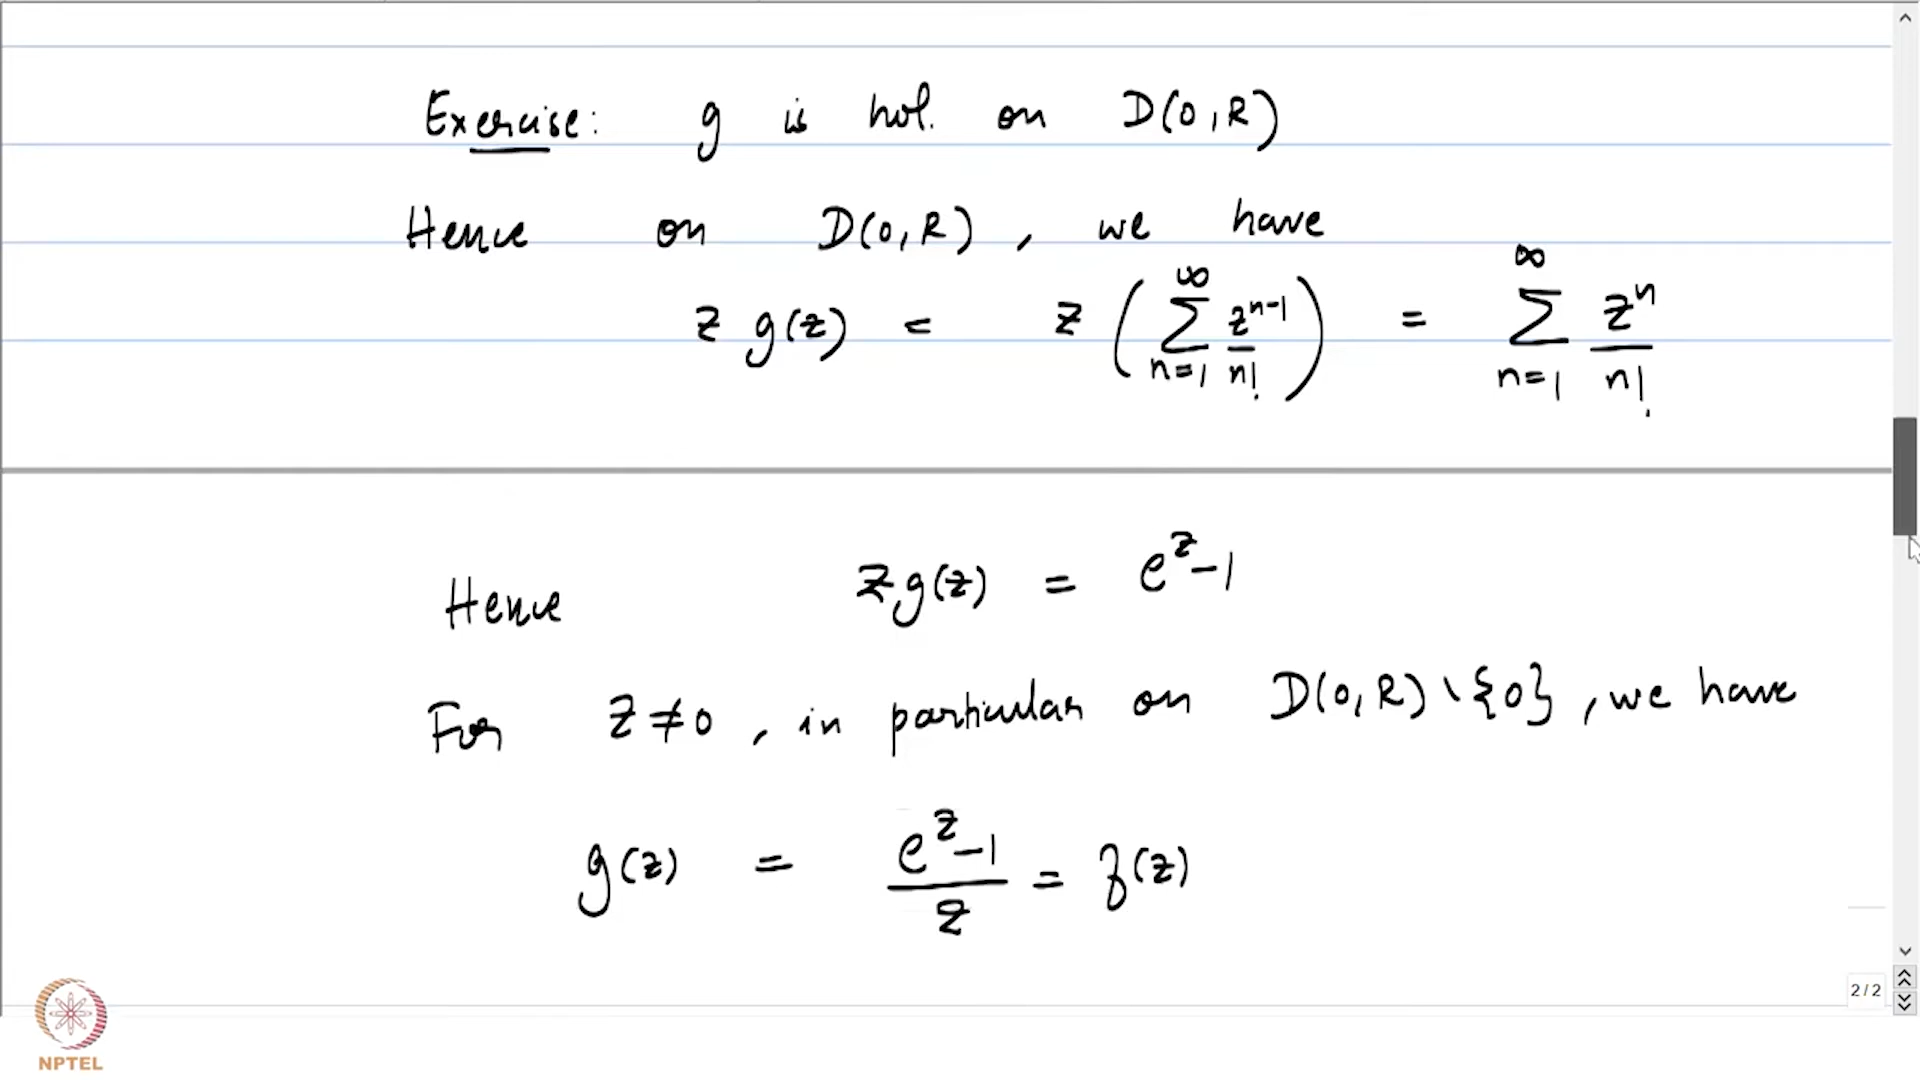 Exercise: g is hol. on D(0,R)
Hence on D(0,R), we have
z g(z) = z ( ∑_{n=1}^{∞} z^{n-1}/n! ) = ∑_{n=1}^{∞} z^n/n!
Hence z g(z) = e^z - 1
For z ≠ 0, in particular on D(0,R) \ {0}, we have
g(z) = (e^z - 1)/z = f(z)
2 / 2
NPTEL